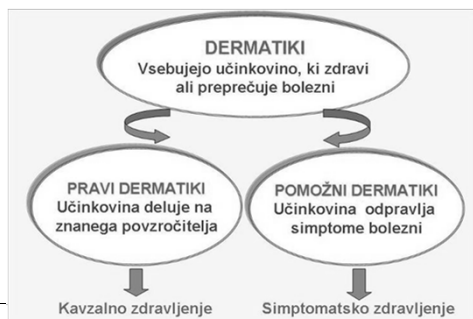 DERMATIKI
Vsebujejo učinkovino, ki zdravi
ali preprečuje bolezni
PRAVI DERMATIKI
Učinkovina deluje na
znanega povzročitelja
POMOŽNI DERMATIKI
Učinkovina odpravlja
simptome bolezni
Kavzalno zdravljenje
Simptomatsko zdravljenje